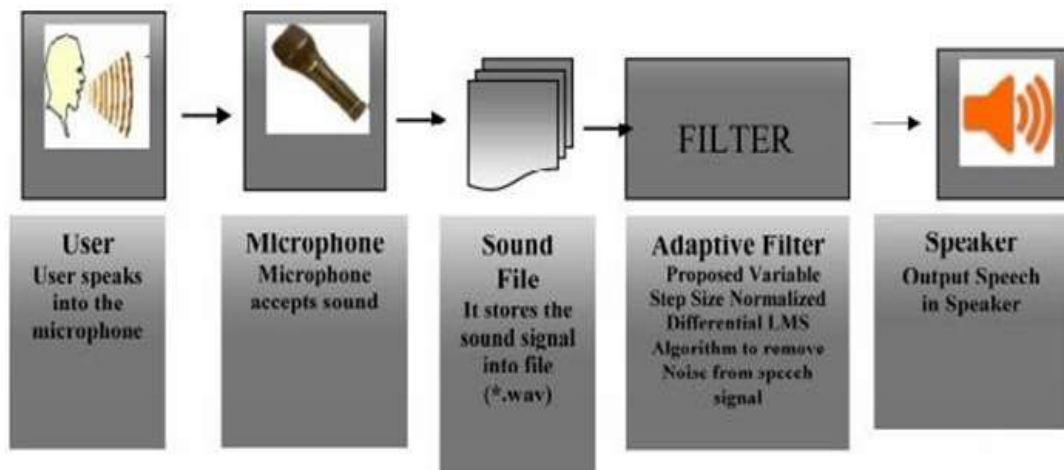 FILTER
User
User speaks
into the
microphone
MIcrophone
Microphone
accepts sound
Sound
File
It stores the
sound signal
into file
(*.wav)
Adaptive Filter
Proposed Variable
Step Size Normalized
Differential LMS
Algorithm to remove
Noise from speech
signal
Speaker
Output Speech
in Speaker